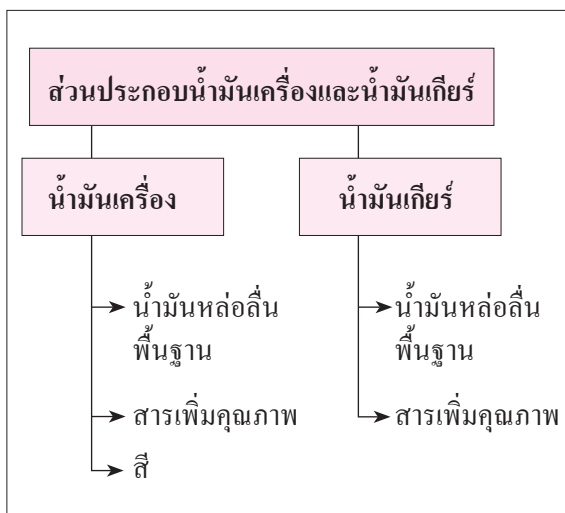 ส่วนประกอบน้ำมันเครื่องและน้ำมันเกียร์
น้ำมันเครื่อง
น้ำมันหล่อลื่น
พื้นฐาน
สารเพิ่มคุณภาพ
สี
น้ำมันเกียร์
น้ำมันหล่อลื่น
พื้นฐาน
สารเพิ่มคุณภาพ